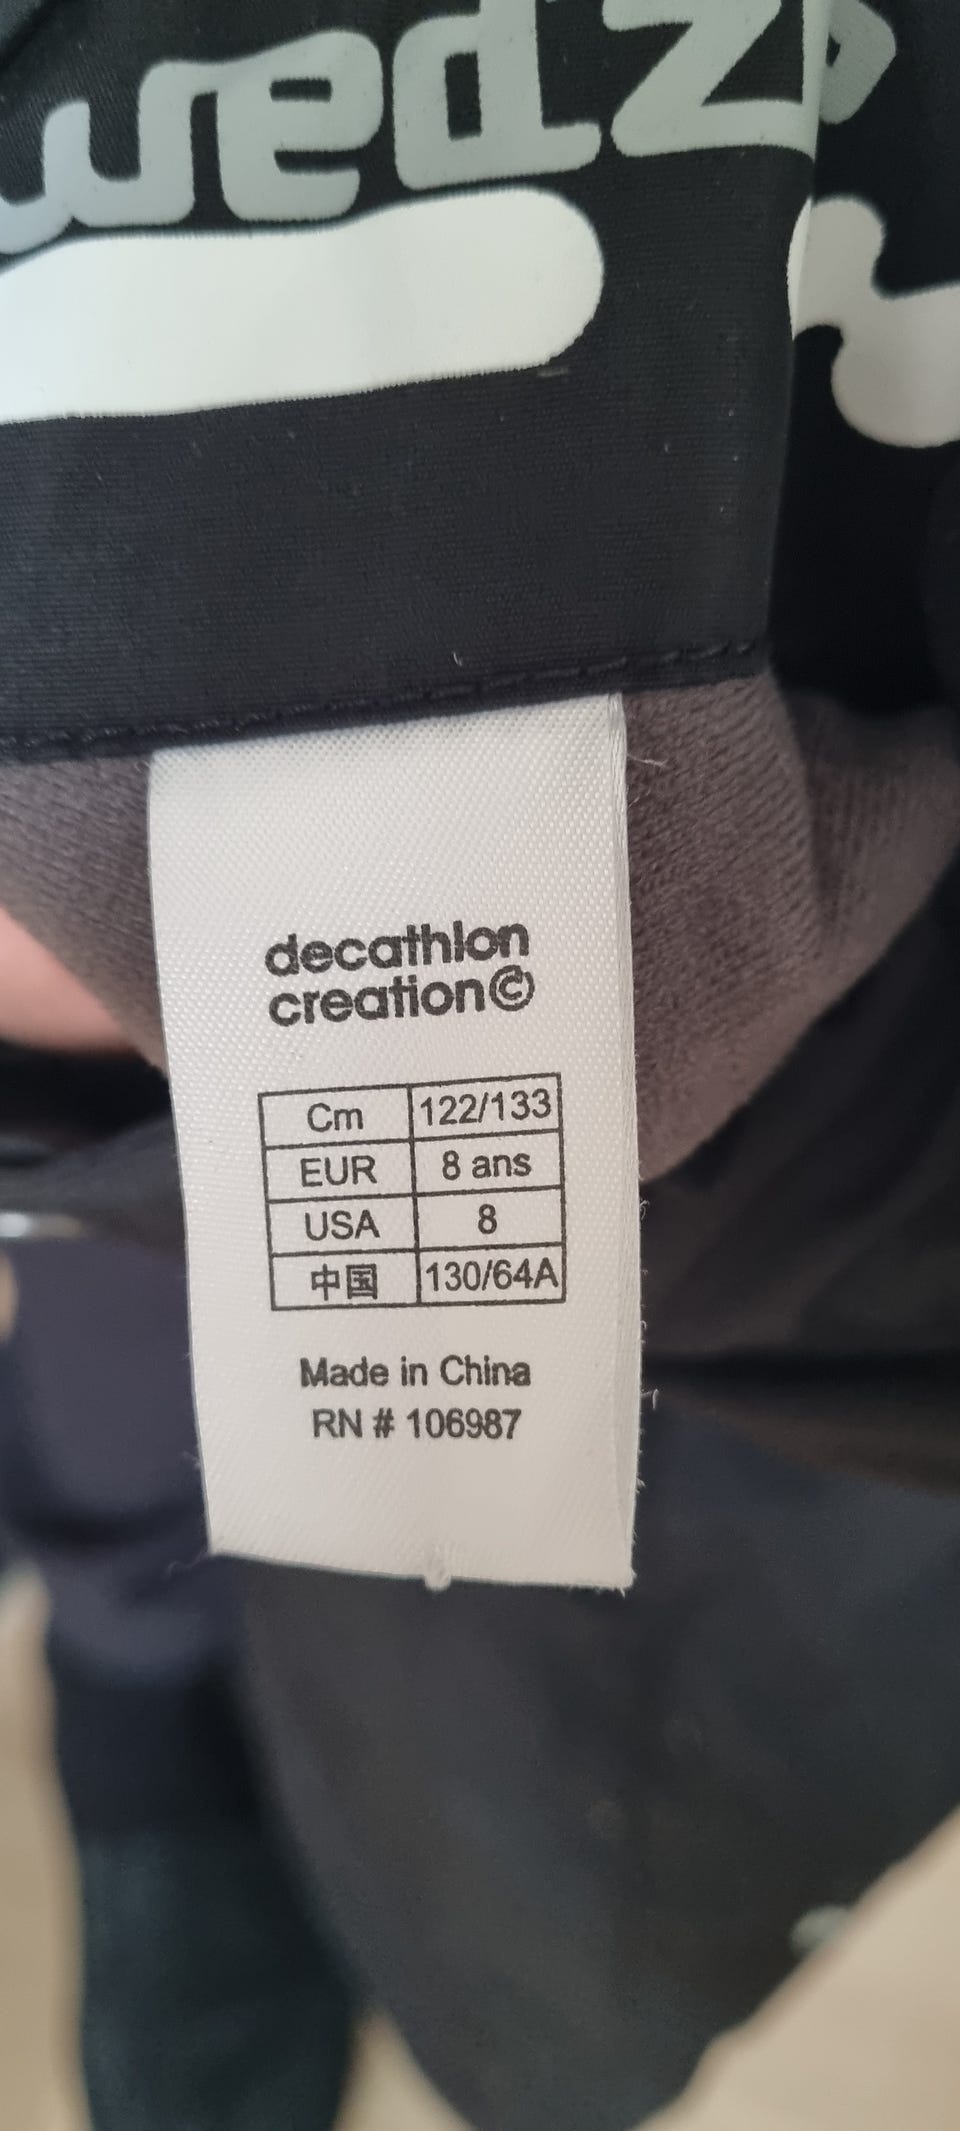 wedze
decathlon
creation©
Cm 122/133
EUR 8 ans
USA 8
中国 130/64A
Made in China
RN # 106987